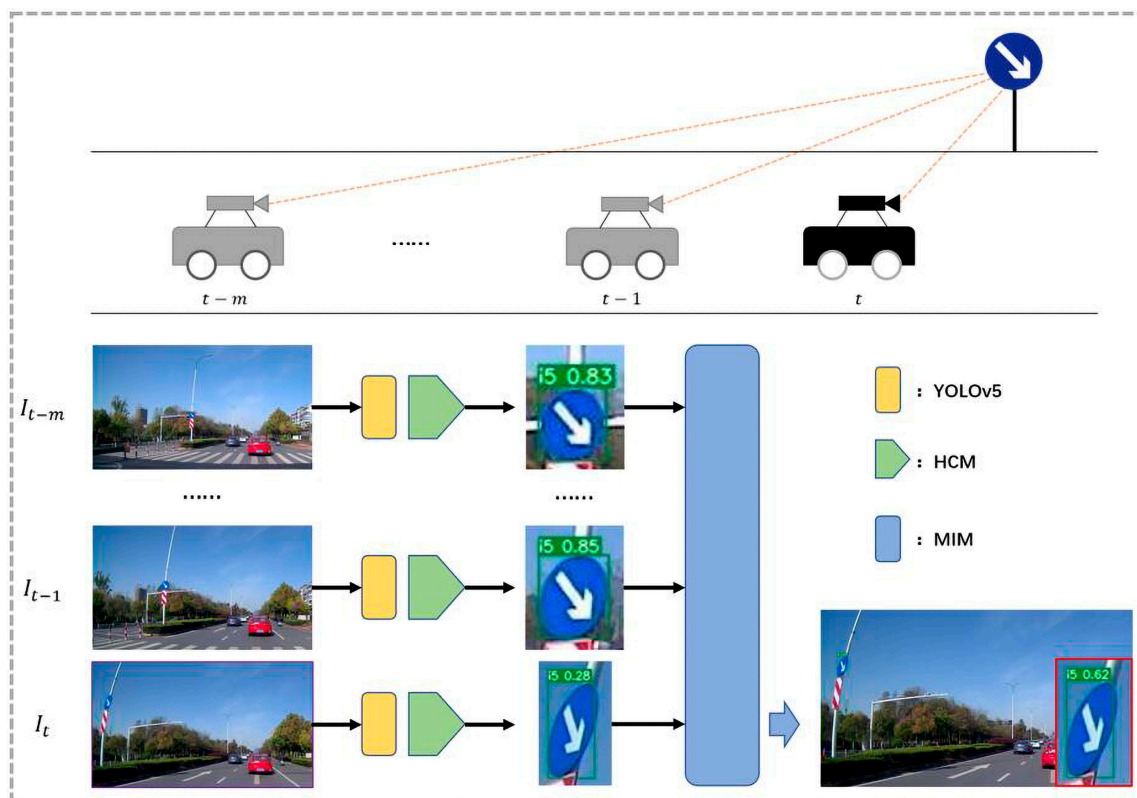 t − m
……
t − 1
t
I_{t−m}
i5 0.83
: YOLOv5
: HCM
……
……
I_{t−1}
i5 0.85
: MIM
I_t
i5 0.28
i5 0.62